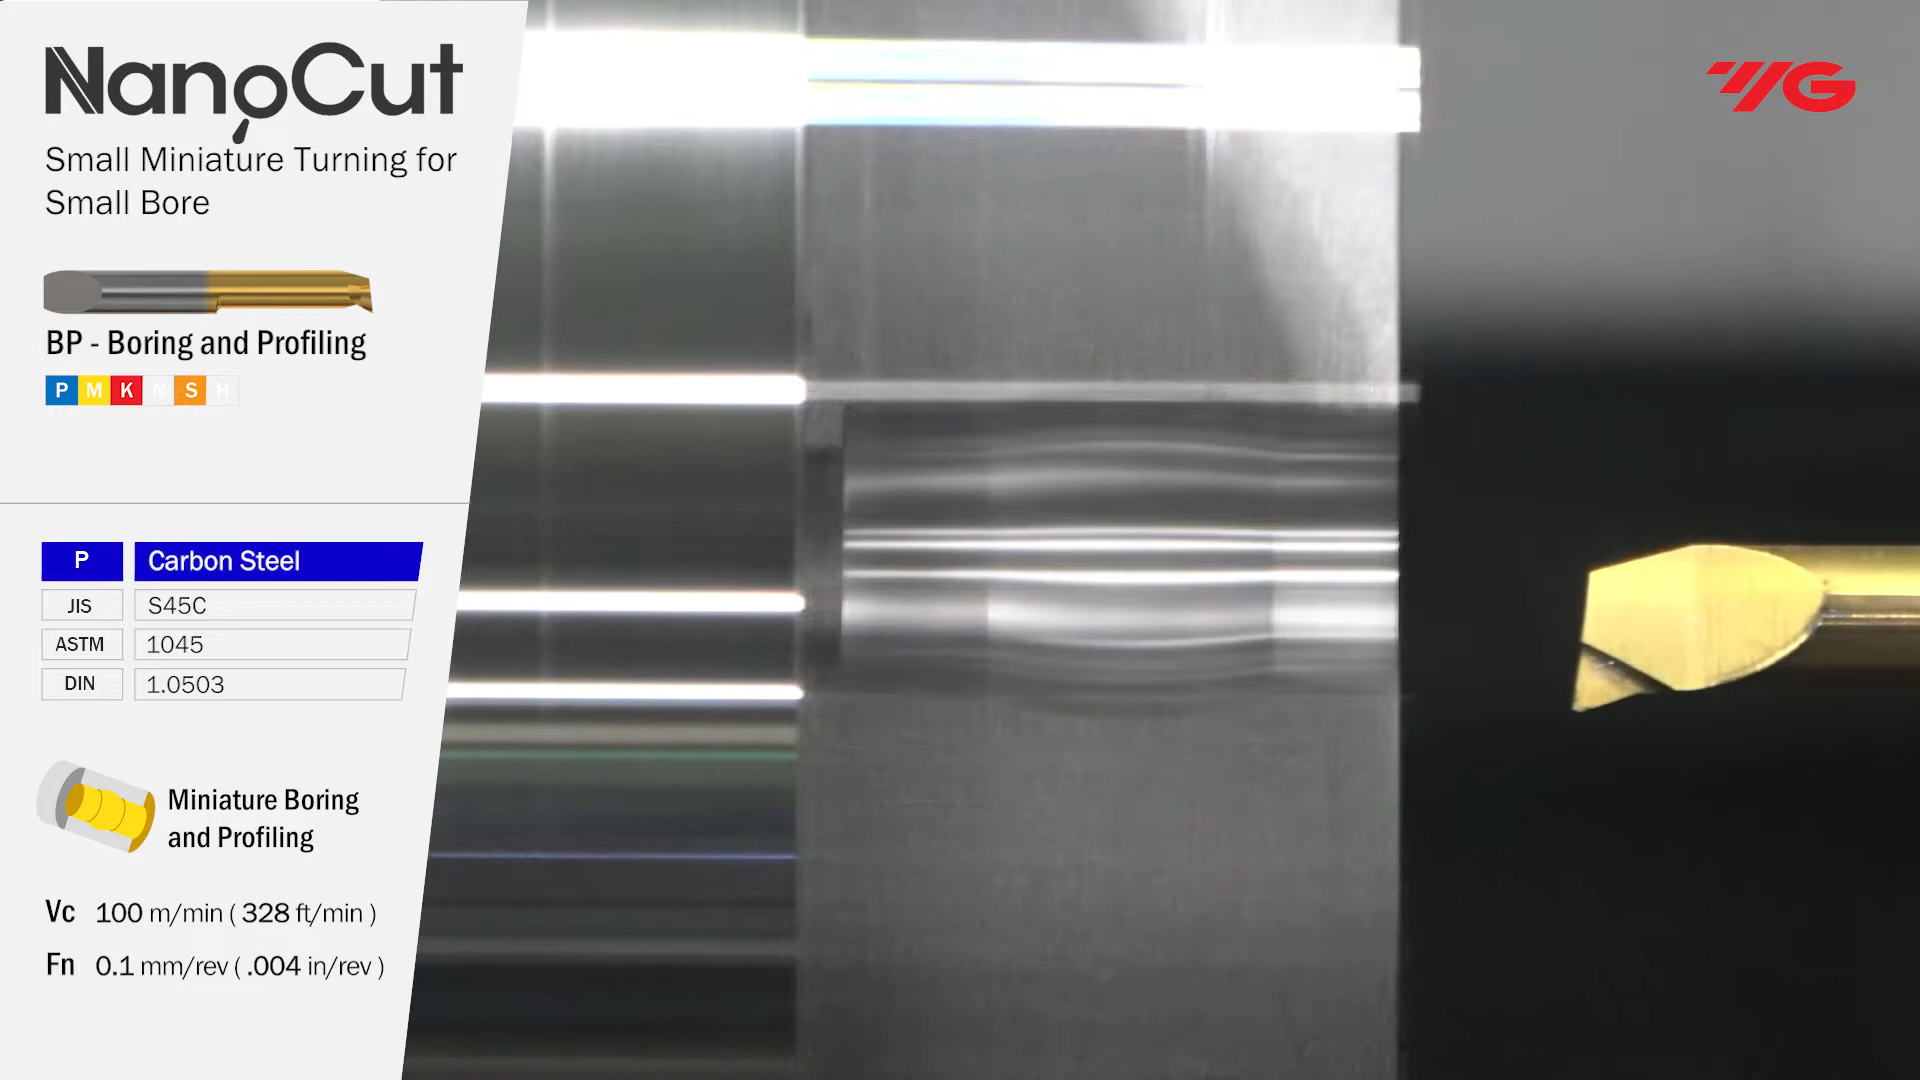 NanoCut
YG
Small Miniature Turning for
Small Bore
BP - Boring and Profiling
P M K N S H
P Carbon Steel
JIS S45C
ASTM 1045
DIN 1.0503
Miniature Boring
and Profiling
Vc 100 m/min ( 328 ft/min )
Fn 0.1 mm/rev ( .004 in/rev )